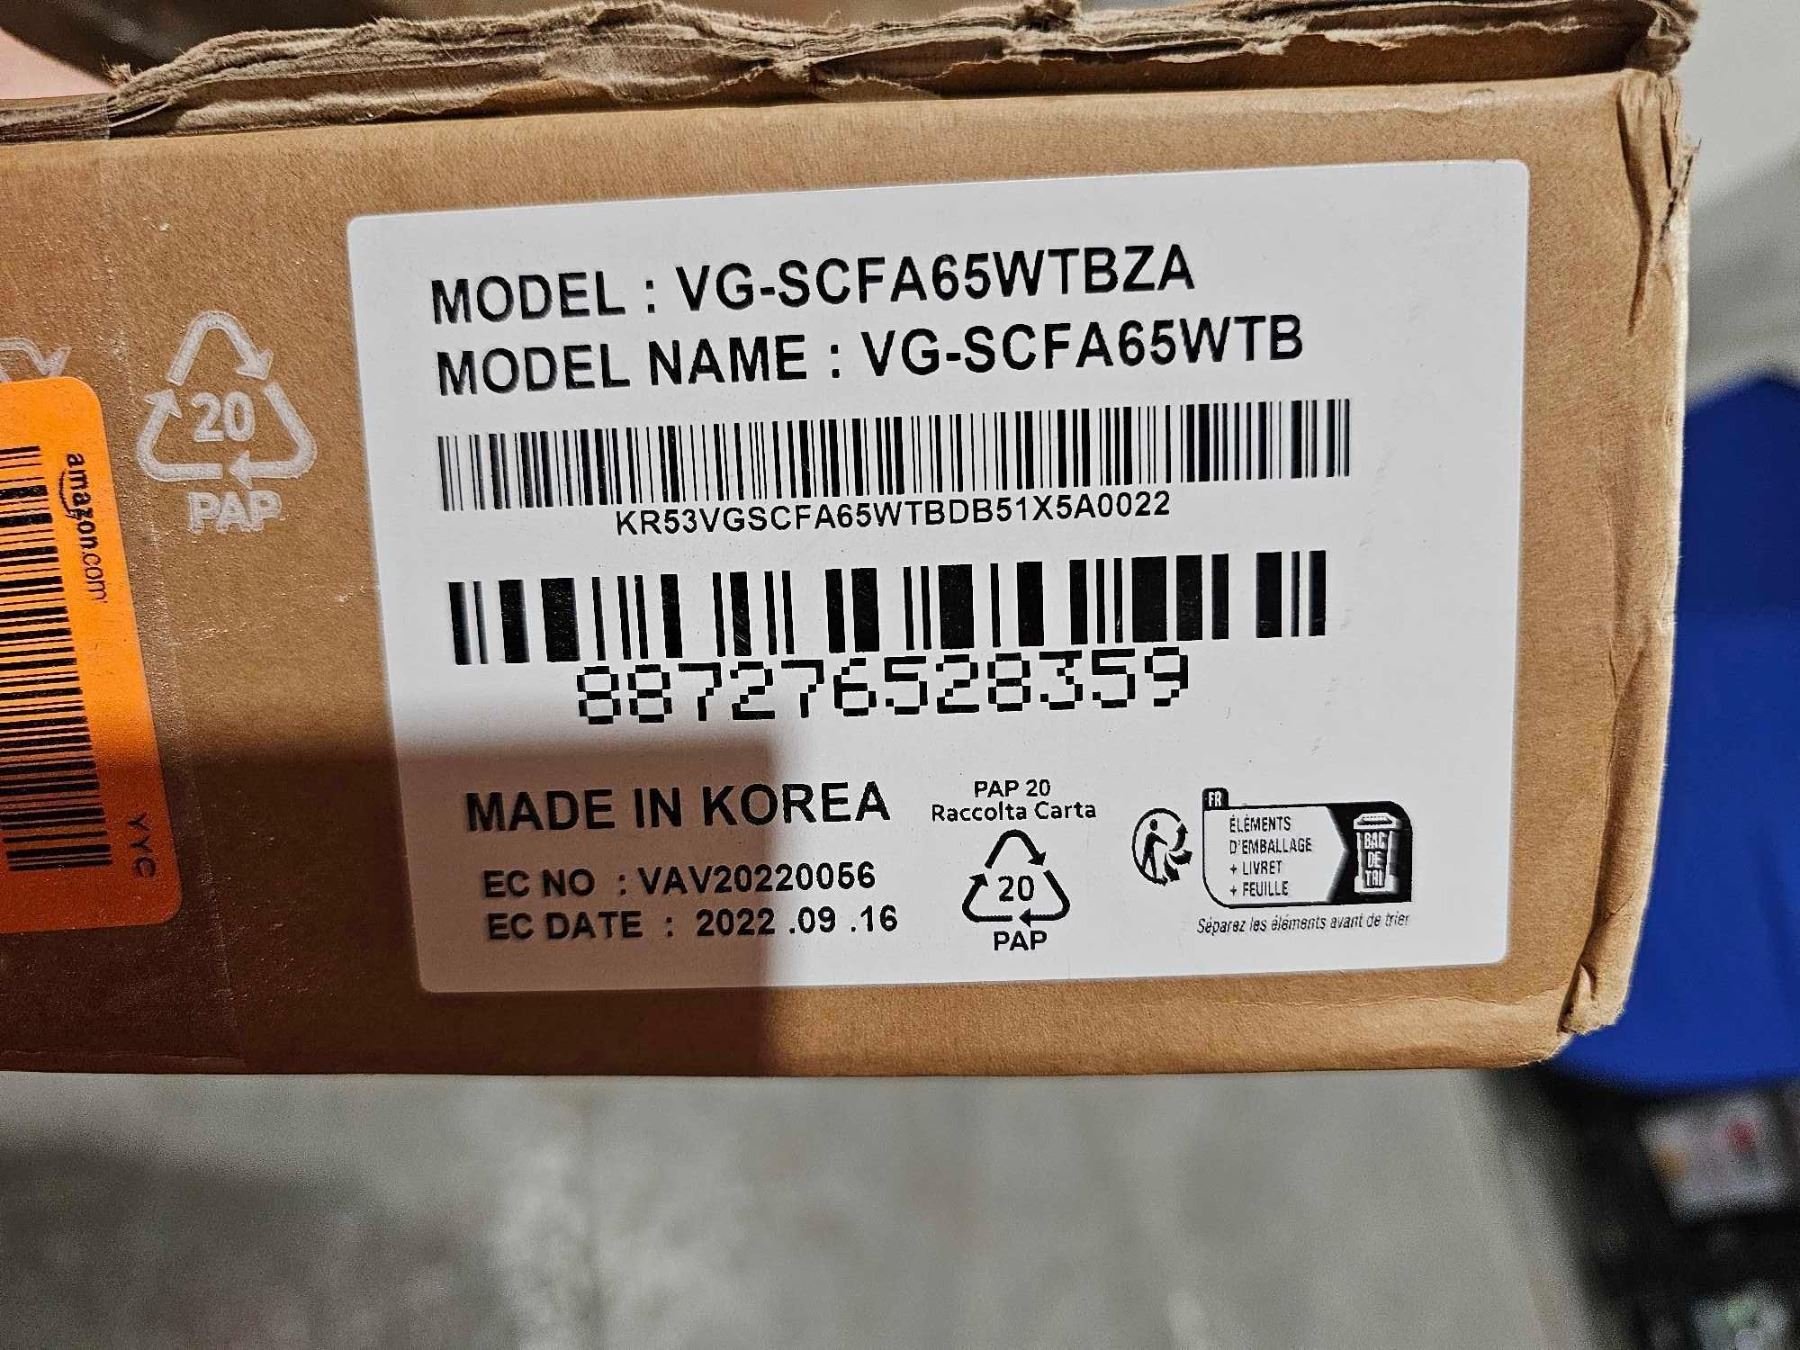 MODEL : VG-SCFA65WTBZA
MODEL NAME : VG-SCFA65WTB
KR53VGSCFA65WTBDB51X5A0022
887276528359
MADE IN KOREA
EC NO : VAV20220056
EC DATE : 2022 .09 .16
PAP 20
Raccolta Carta
20
PAP
FR
ÉLÉMENTS
D'EMBALLAGE
+ LIVRET
+ FEUILLE
BAC
DE
TRI
Séparez les éléments avant de trier
20
PAP
amazon.com
YYC